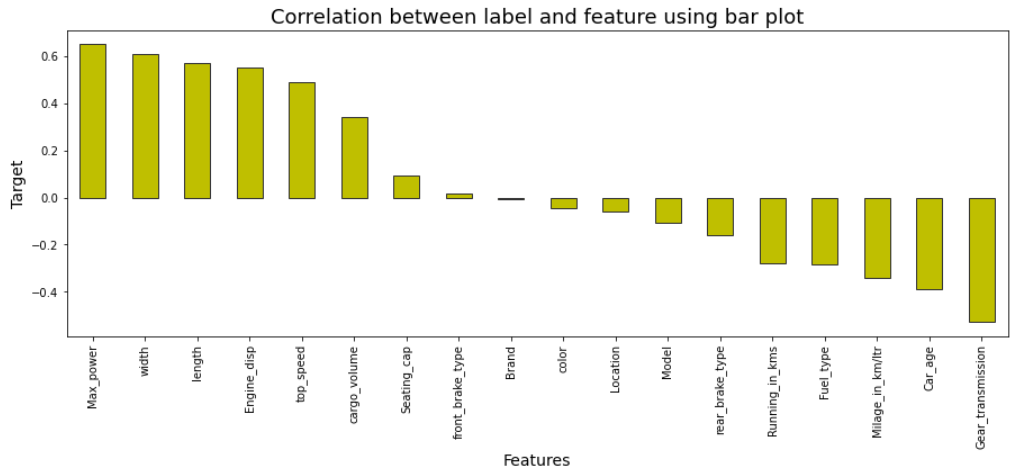 Correlation between label and feature using bar plot
Target
0.6
0.4
0.2
0.0
−0.2
−0.4
Max_power
width
length
Engine_disp
top_speed
cargo_volume
Seating_cap
front_brake_type
Brand
color
Location
Model
rear_brake_type
Running_in_kms
Fuel_type
Milage_in_km/ltr
Car_age
Gear_transmission
Features